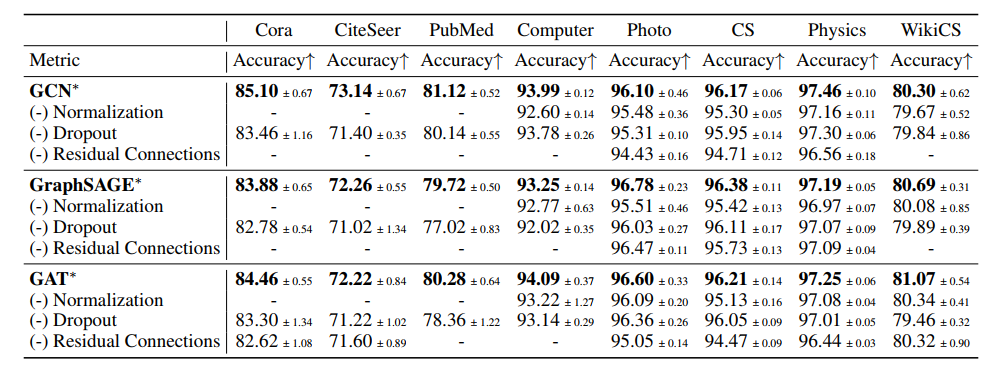 Cora CiteSeer PubMed Computer Photo CS Physics WikiCS
Metric Accuracy↑ Accuracy↑ Accuracy↑ Accuracy↑ Accuracy↑ Accuracy↑ Accuracy↑ Accuracy↑
GCN* 85.10 ± 0.67 73.14 ± 0.67 81.12 ± 0.52 93.99 ± 0.12 96.10 ± 0.46 96.17 ± 0.06 97.46 ± 0.10 80.30 ± 0.62
(-) Normalization - - - 92.60 ± 0.14 95.48 ± 0.36 95.30 ± 0.05 97.16 ± 0.11 79.67 ± 0.52
(-) Dropout 83.46 ± 1.16 71.40 ± 0.35 80.14 ± 0.55 93.78 ± 0.26 95.31 ± 0.10 95.95 ± 0.14 97.30 ± 0.06 79.84 ± 0.86
(-) Residual Connections - - - - 94.43 ± 0.16 94.71 ± 0.12 96.56 ± 0.18 -
GraphSAGE* 83.88 ± 0.65 72.26 ± 0.55 79.72 ± 0.50 93.25 ± 0.14 96.78 ± 0.23 96.38 ± 0.11 97.19 ± 0.05 80.69 ± 0.31
(-) Normalization - - - 92.77 ± 0.63 95.51 ± 0.46 95.42 ± 0.13 96.97 ± 0.07 80.08 ± 0.85
(-) Dropout 82.78 ± 0.54 71.02 ± 1.34 77.02 ± 0.83 92.02 ± 0.35 96.03 ± 0.27 96.11 ± 0.17 97.07 ± 0.09 79.89 ± 0.39
(-) Residual Connections - - - - 96.47 ± 0.11 95.73 ± 0.13 97.09 ± 0.04 -
GAT* 84.46 ± 0.55 72.22 ± 0.84 80.28 ± 0.64 94.09 ± 0.37 96.60 ± 0.33 96.21 ± 0.14 97.25 ± 0.06 81.07 ± 0.54
(-) Normalization - - - 93.22 ± 1.27 96.09 ± 0.20 95.13 ± 0.16 97.08 ± 0.04 80.34 ± 0.41
(-) Dropout 83.30 ± 1.34 71.22 ± 1.02 78.36 ± 1.22 93.14 ± 0.29 96.36 ± 0.26 96.05 ± 0.09 97.01 ± 0.05 79.46 ± 0.32
(-) Residual Connections 82.62 ± 1.08 71.60 ± 0.89 - - 95.05 ± 0.14 94.47 ± 0.09 96.44 ± 0.03 80.32 ± 0.90